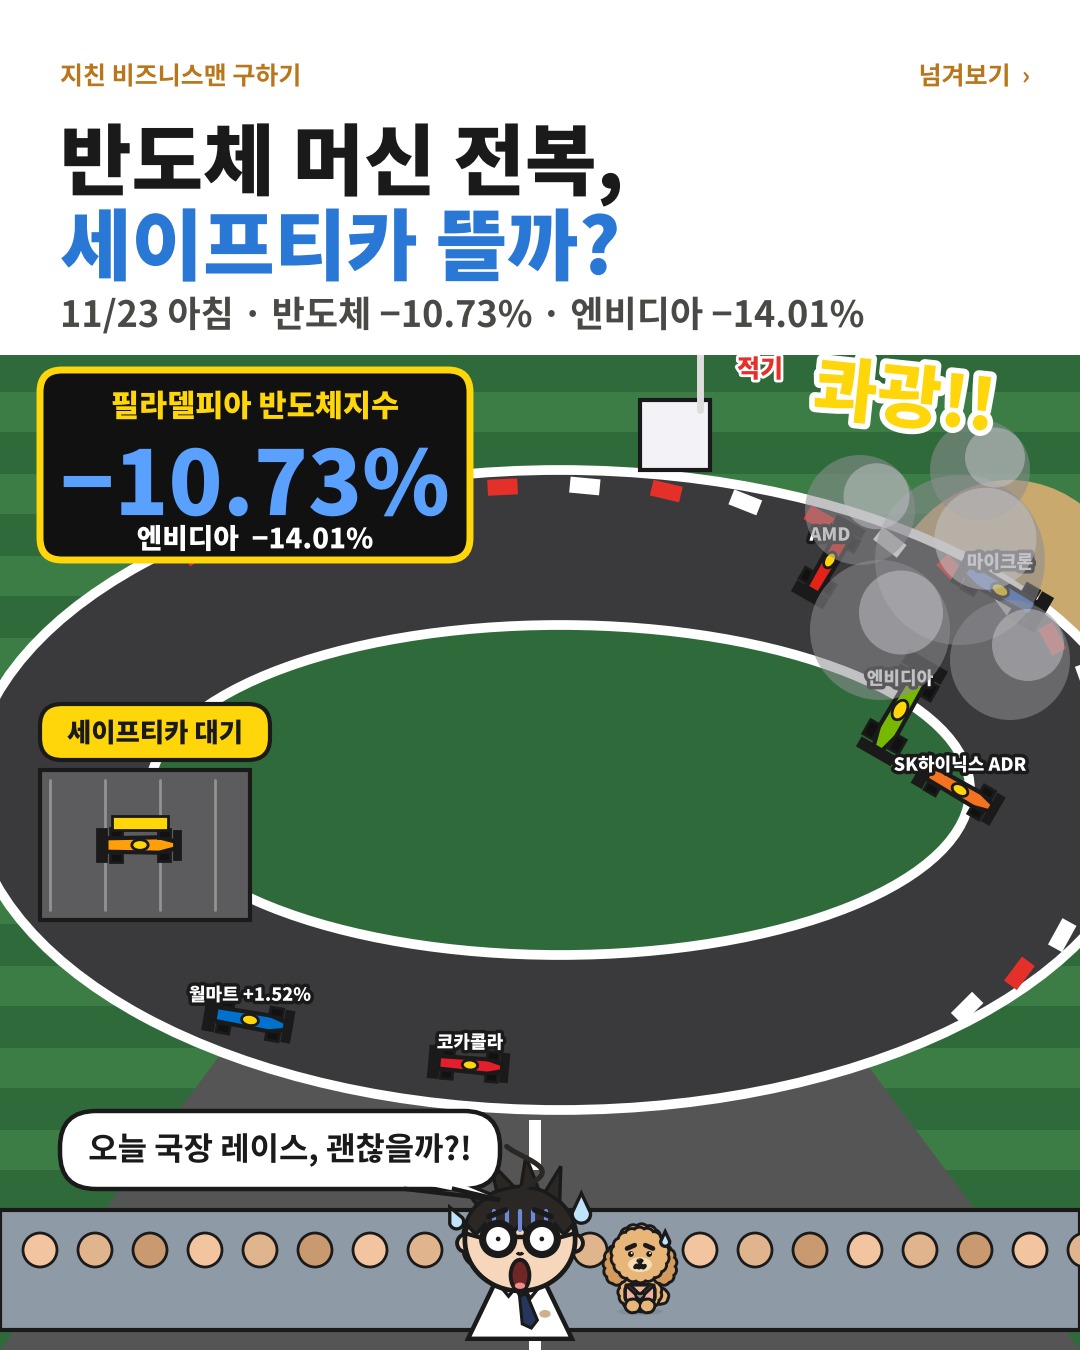 지친 비즈니스맨 구하기
넘겨보기 ›
반도체 머신 전복,
세이프티카 뜰까?
11/23 아침 · 반도체 −10.73% · 엔비디아 −14.01%
적기
콰광!!
필라델피아 반도체지수
−10.73%
엔비디아 −14.01%
AMD
마이크론
엔비디아
SK하이닉스 ADR
세이프티카 대기
월마트 +1.52%
코카콜라
오늘 국장 레이스, 괜찮을까?!